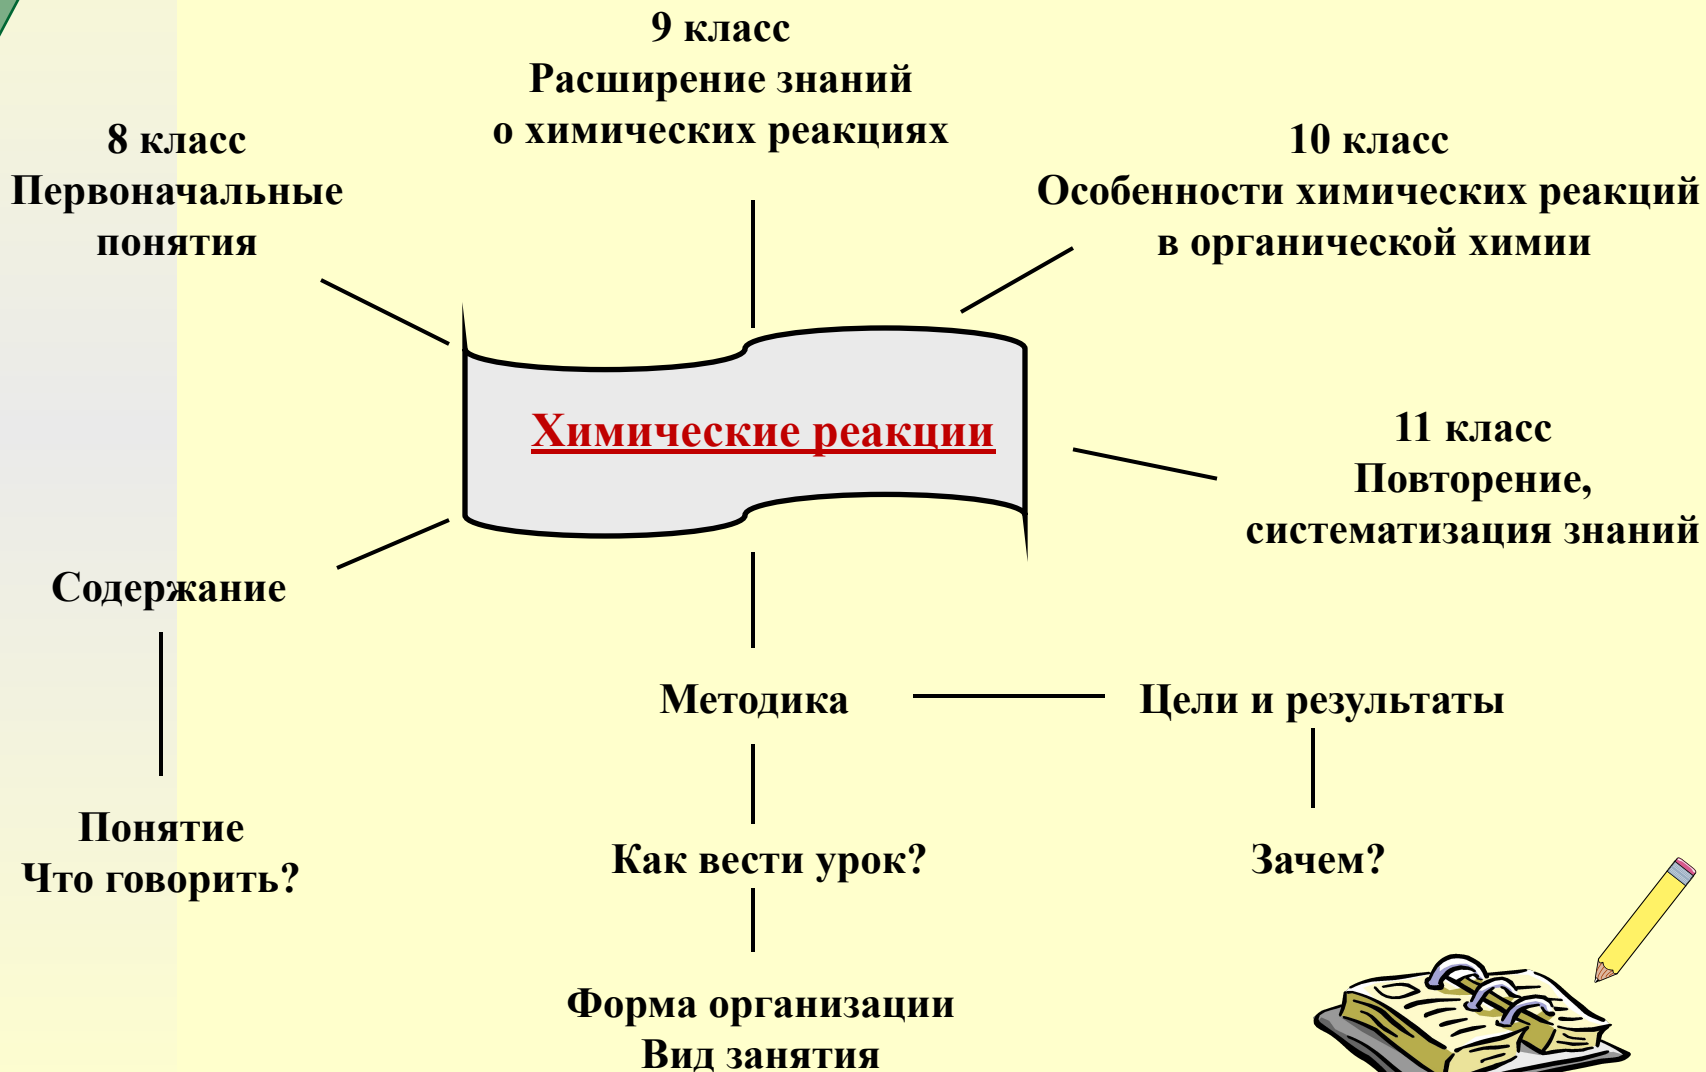 9 класс
Расширение знаний
о химических реакциях
8 класс
Первоначальные
понятия
10 класс
Особенности химических реакций
в органической химии
Химические реакции
11 класс
Повторение,
систематизация знаний
Содержание
Методика
Цели и результаты
Понятие
Что говорить?
Как вести урок?
Зачем?
Форма организации
Вид занятия